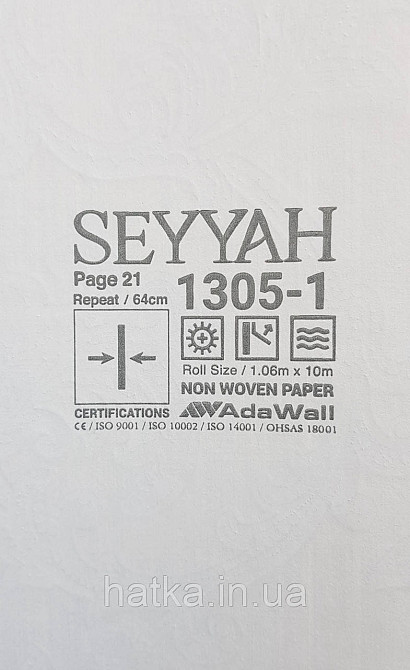 SEYYAH
Page 21
Repeat / 64cm
1305-1
Roll Size / 1.06m x 10m
NON WOVEN PAPER
CERTIFICATIONS
AdaWall
CE / ISO 9001 / ISO 10002 / ISO 14001 / OHSAS 18001
hatka.in.ua